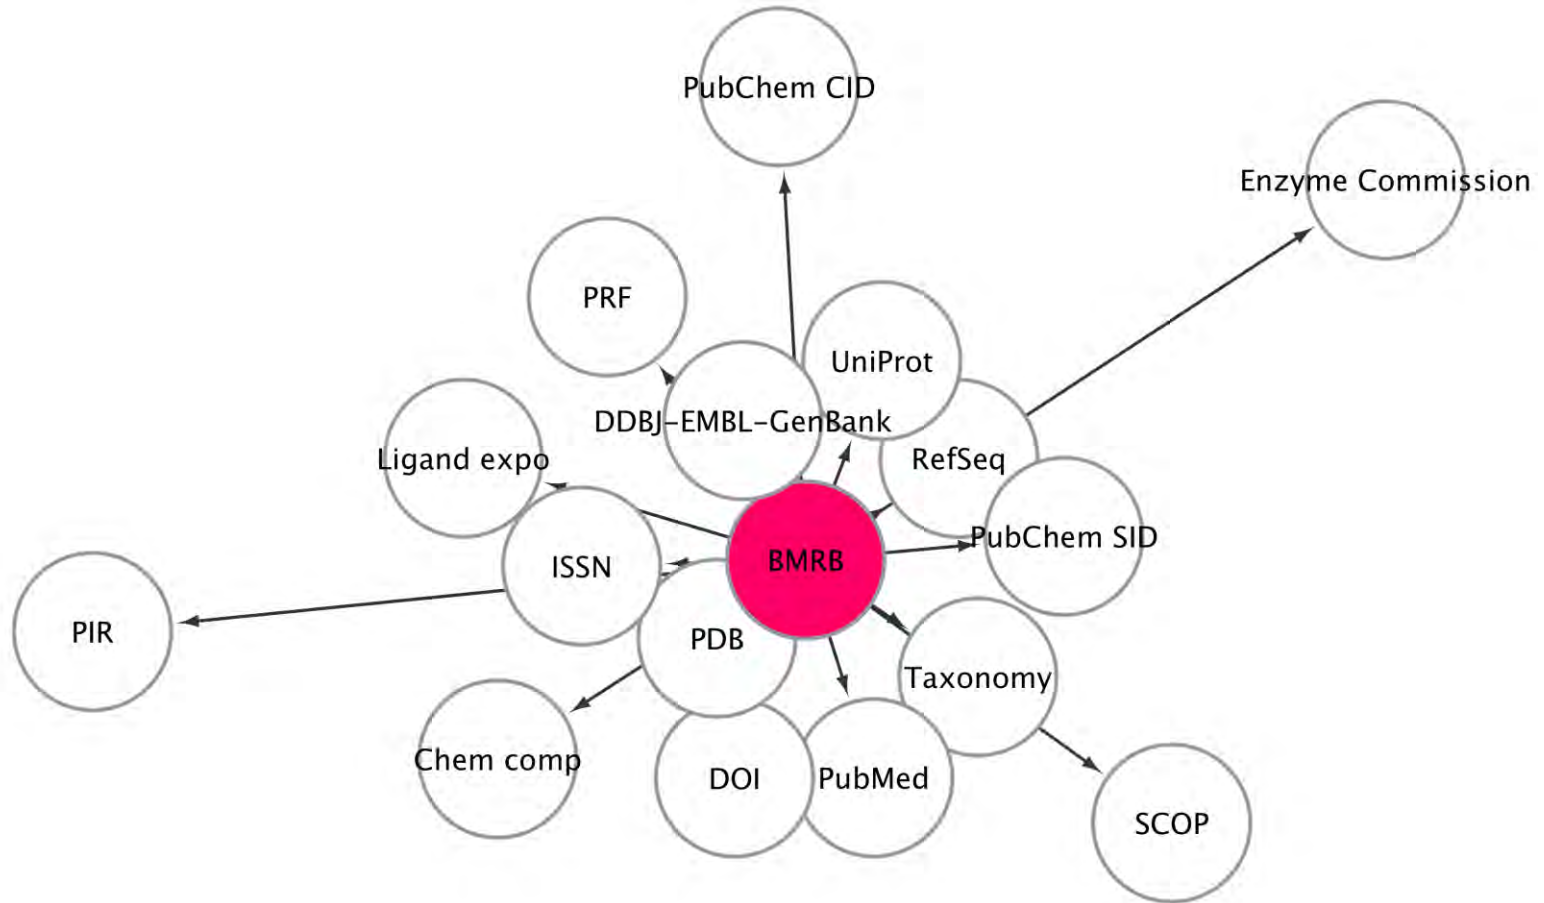 PubChem CID
Enzyme Commission
PRF
UniProt
DDBJ-EMBL-GenBank
Ligand expo
RefSeq
PubChem SID
BMRB
ISSN
PIR
PDB
Taxonomy
Chem comp
DOI
PubMed
SCOP